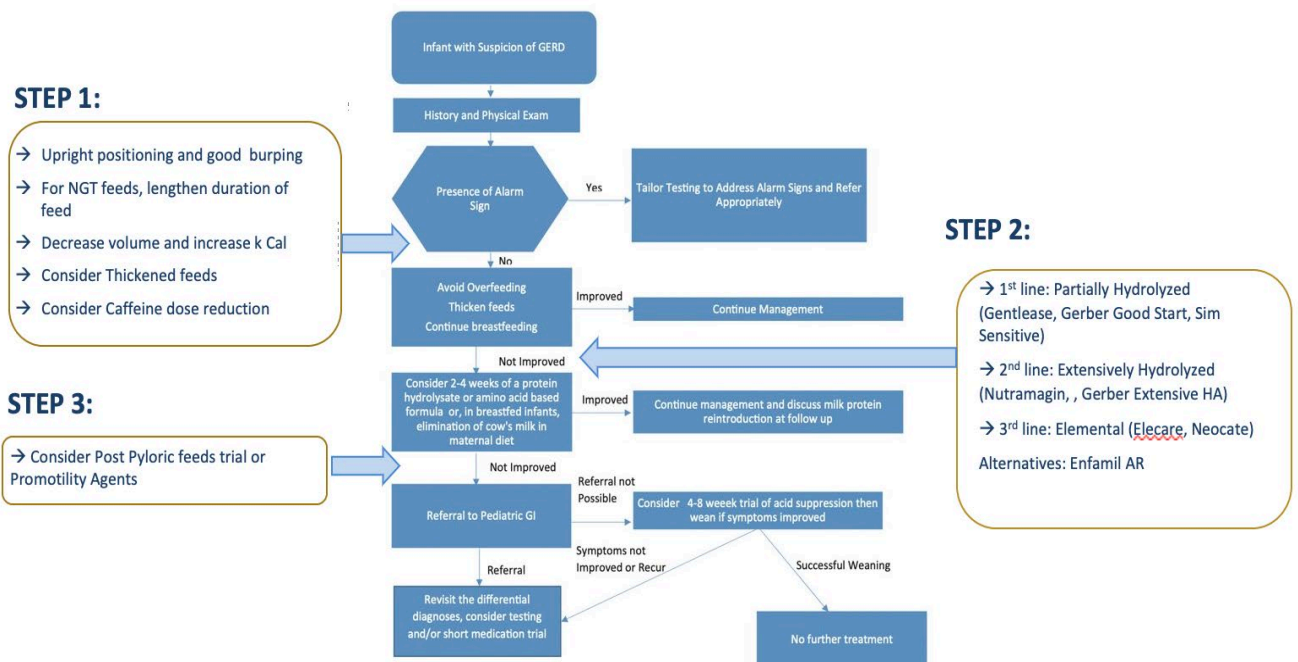 Infant with Suspicion of GERD
History and Physical Exam
Presence of Alarm
Sign
Yes
Tailor Testing to Address Alarm Signs and Refer
Appropriately
No
STEP 1:
→ Upright positioning and good burping
→ For NGT feeds, lengthen duration of
feed
→ Decrease volume and increase k Cal
→ Consider Thickened feeds
→ Consider Caffeine dose reduction
Avoid Overfeeding
Thicken feeds
Continue breastfeeding
Improved
Continue Management
Not Improved
STEP 2:
→ 1st line: Partially Hydrolyzed
(Gentlease, Gerber Good Start, Sim
Sensitive)
→ 2nd line: Extensively Hydrolyzed
(Nutramagin, , Gerber Extensive HA)
→ 3rd line: Elemental (Elecare, Neocate)
Alternatives: Enfamil AR
Consider 2-4 weeks of a protein
hydrolysate or amino acid based
formula or, in breastfed infants,
elimination of cow's milk in
maternal diet
Improved
Continue management and discuss milk protein
reintroduction at follow up
Not Improved
STEP 3:
→ Consider Post Pyloric feeds trial or
Promotility Agents
Referral to Pediatric GI
Referral not
Possible
Consider 4-8 weeek trial of acid suppression then
wean if symptoms improved
Symptoms not
Improved or Recur
Successful Weaning
Referral
Revisit the differential
diagnoses, consider testing
and/or short medication trial
No further treatment